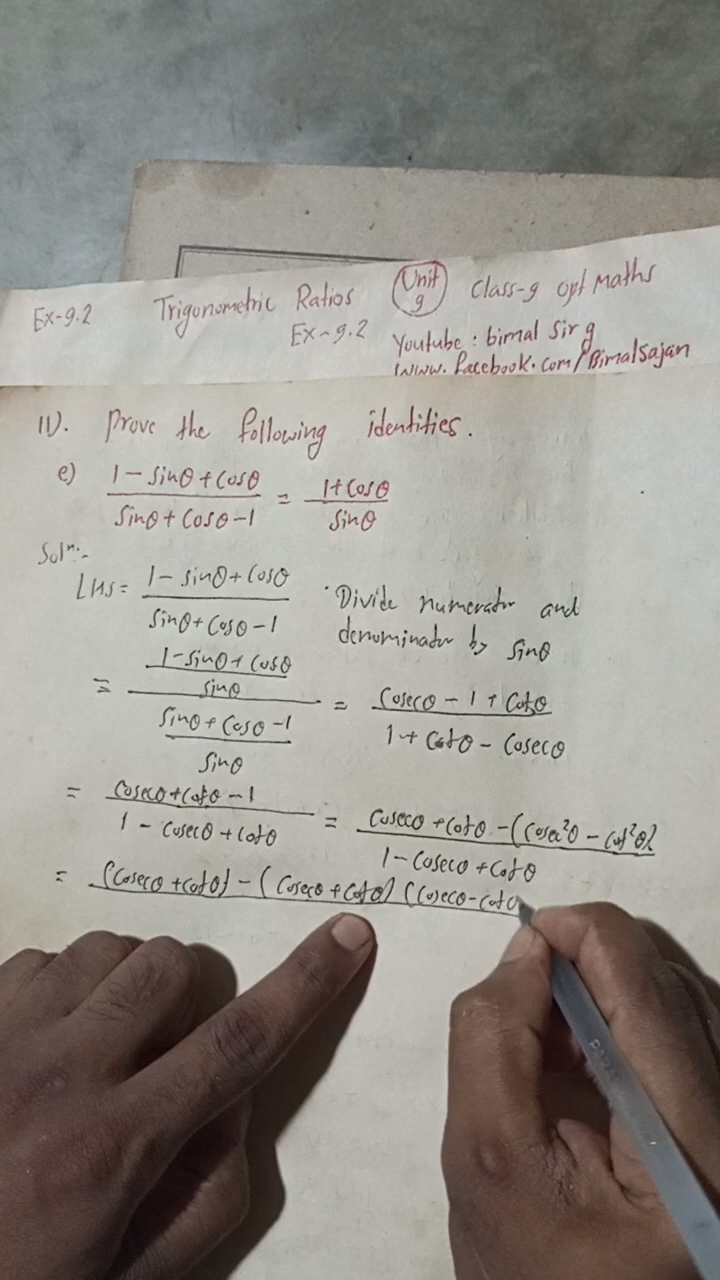 Ex-9.2 Trigonometric Ratios Unit 9 Class-9 opt Maths
Ex-9.2 Youtube : bimal Sir 9
www.facebook.com/Bimalsajan
10. Prove the following identities.
e) (1 - sinθ + cosθ)/(sinθ + cosθ - 1) = (1 + cosθ)/(sinθ)
Solⁿ:-
LHS = (1 - sinθ + cosθ)/(sinθ + cosθ - 1) Divide numerator and
denominator by sinθ
= ((1 - sinθ + cosθ)/(sinθ))/((sinθ + cosθ - 1)/(sinθ)) = (cosecθ - 1 + cotθ)/(1 + cotθ - cosecθ)
= (cosecθ + cotθ - 1)/(1 - cosecθ + cotθ) = (cosecθ + cotθ - (cosec²θ - cot²θ))/(1 - cosecθ + cotθ)
= (cosecθ + cotθ) - (cosecθ + cotθ) (cosecθ - cotθ